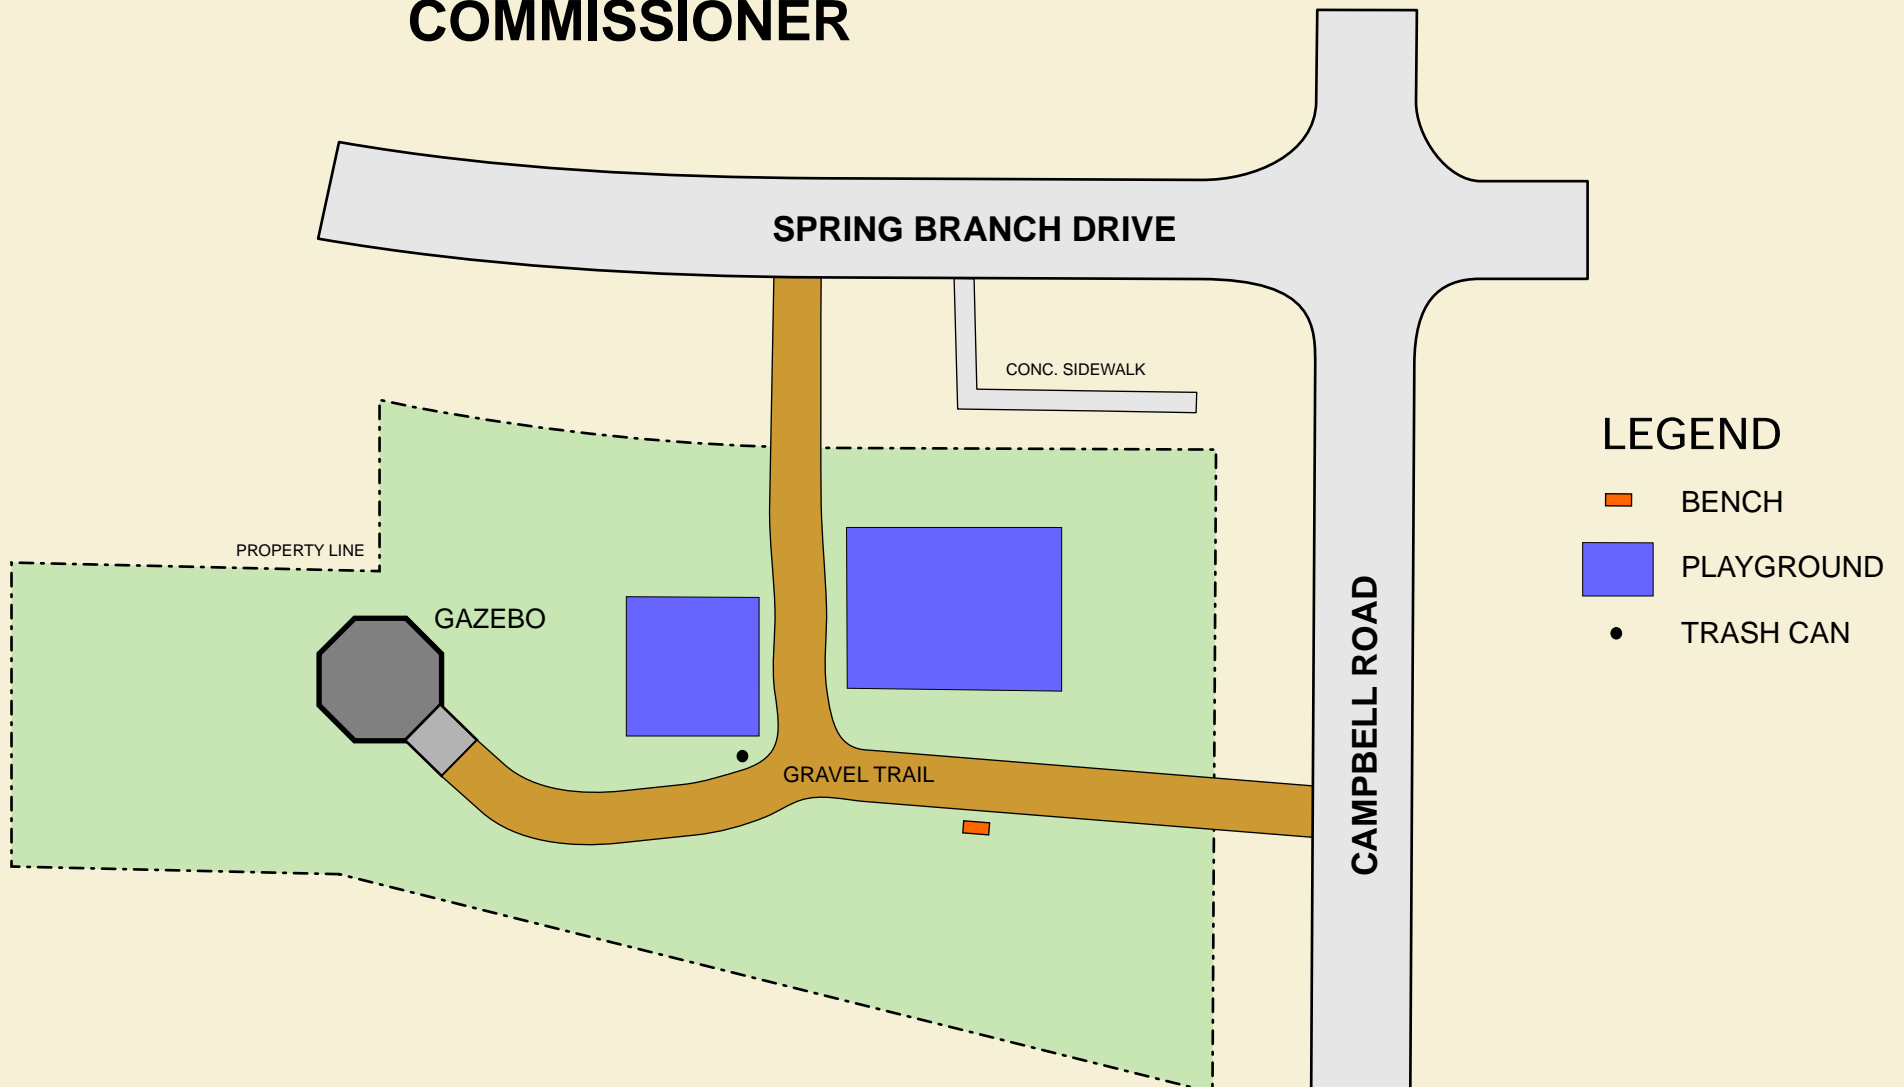 COMMISSIONER
SPRING BRANCH DRIVE
CONC. SIDEWALK
LEGEND
BENCH
PLAYGROUND
TRASH CAN
PROPERTY LINE
GAZEBO
GRAVEL TRAIL
CAMPBELL ROAD